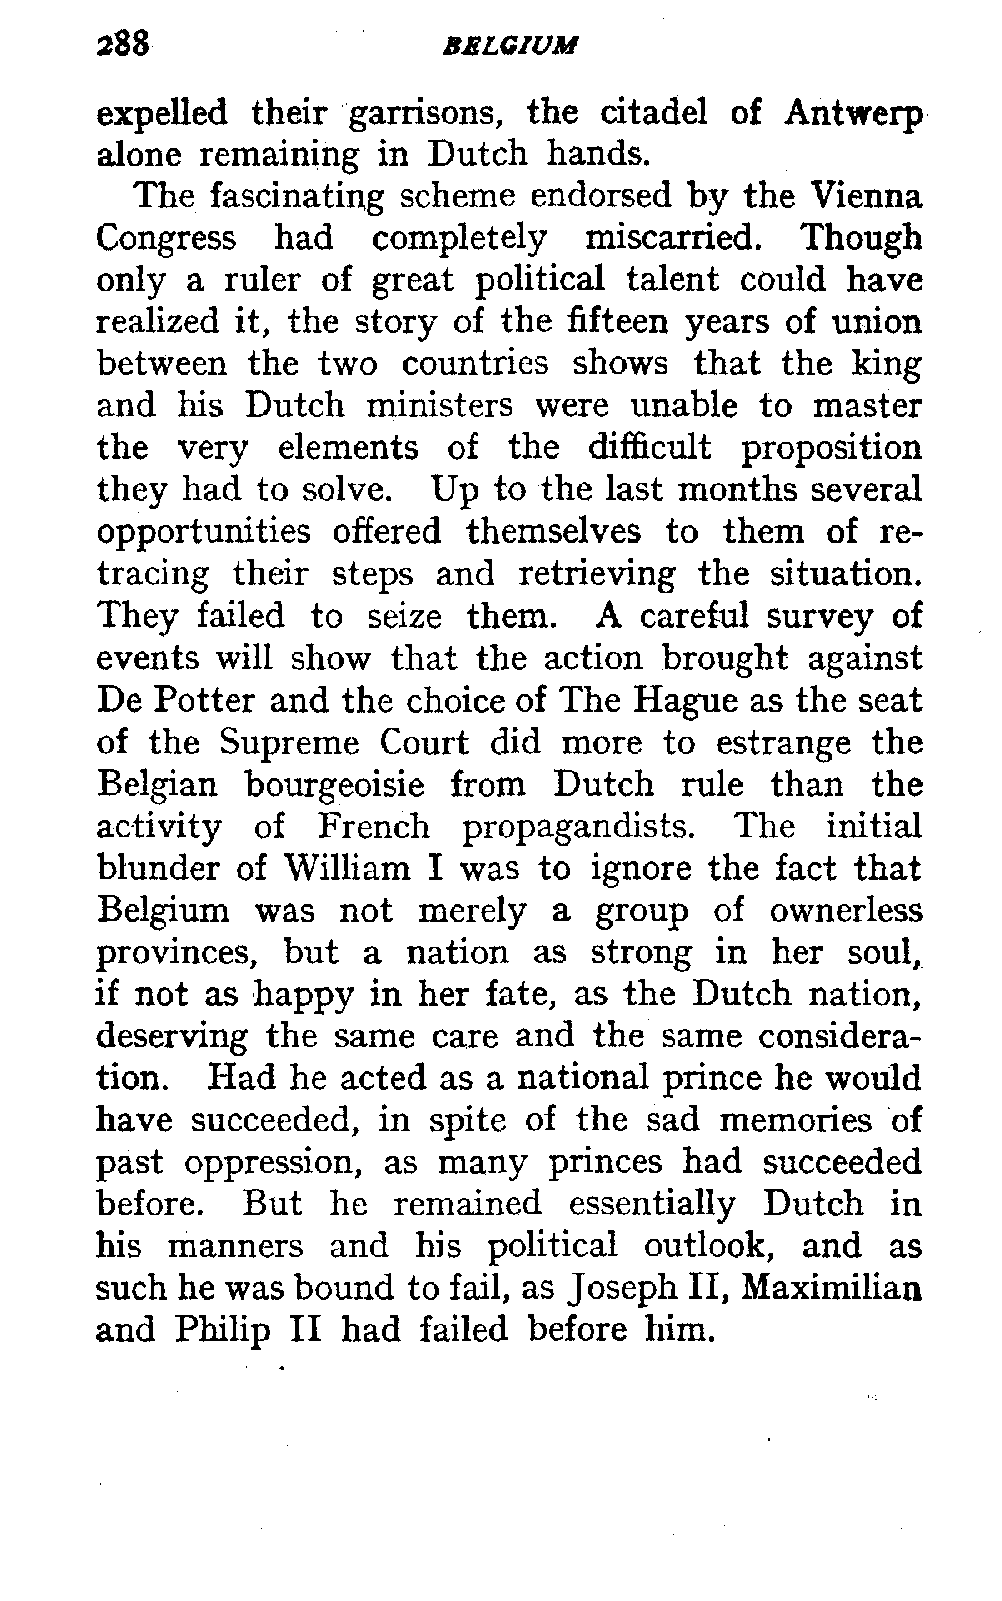 288 BELGIUM
expelled their garrisons, the citadel of Antwerp
alone remaining in Dutch hands.
The fascinating scheme endorsed by the Vienna
Congress had completely miscarried. Though
only a ruler of great political talent could have
realized it, the story of the fifteen years of union
between the two countries shows that the king
and his Dutch ministers were unable to master
the very elements of the difficult proposition
they had to solve. Up to the last months several
opportunities offered themselves to them of re-
tracing their steps and retrieving the situation.
They failed to seize them. A careful survey of
events will show that the action brought against
De Potter and the choice of The Hague as the seat
of the Supreme Court did more to estrange the
Belgian bourgeoisie from Dutch rule than the
activity of French propagandists. The initial
blunder of William I was to ignore the fact that
Belgium was not merely a group of ownerless
provinces, but a nation as strong in her soul,
if not as happy in her fate, as the Dutch nation,
deserving the same care and the same considera-
tion. Had he acted as a national prince he would
have succeeded, in spite of the sad memories of
past oppression, as many princes had succeeded
before. But he remained essentially Dutch in
his manners and his political outlook, and as
such he was bound to fail, as Joseph II, Maximilian
and Philip II had failed before him.